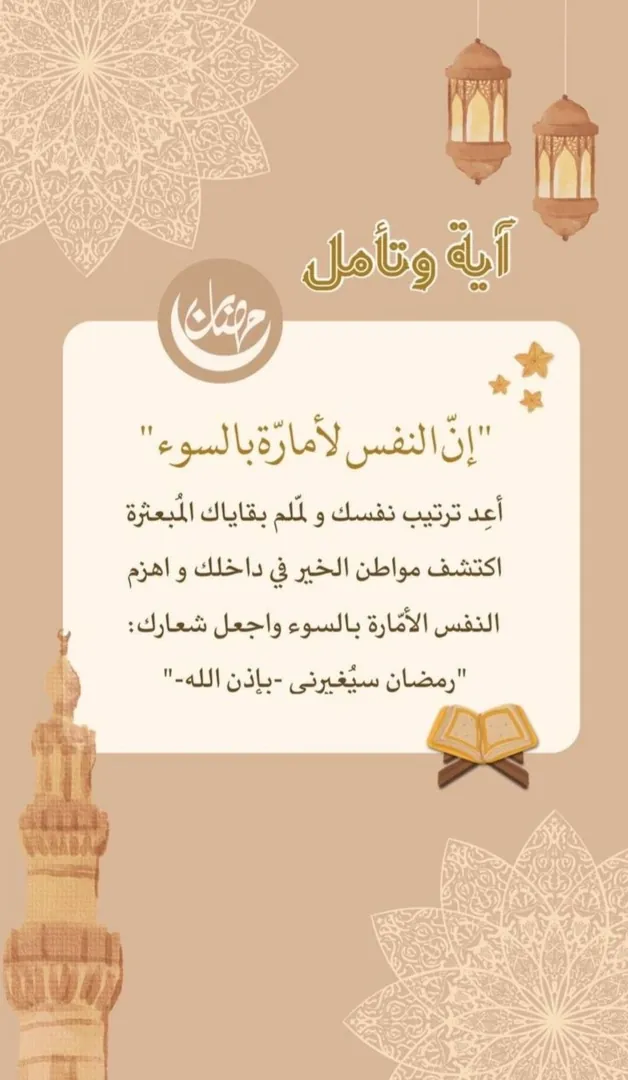 آية وتأمل
رمضان
"إنّ النفس لأمارّة بالسوء"
أعِد ترتيب نفسك و لمّلم بقاياك المُبعثرة
اكتشف مواطن الخير في داخلك و اهزم
النفس الأمّارة بالسوء واجعل شعارك:
"رمضان سيُغيرنى -بإذن الله-"